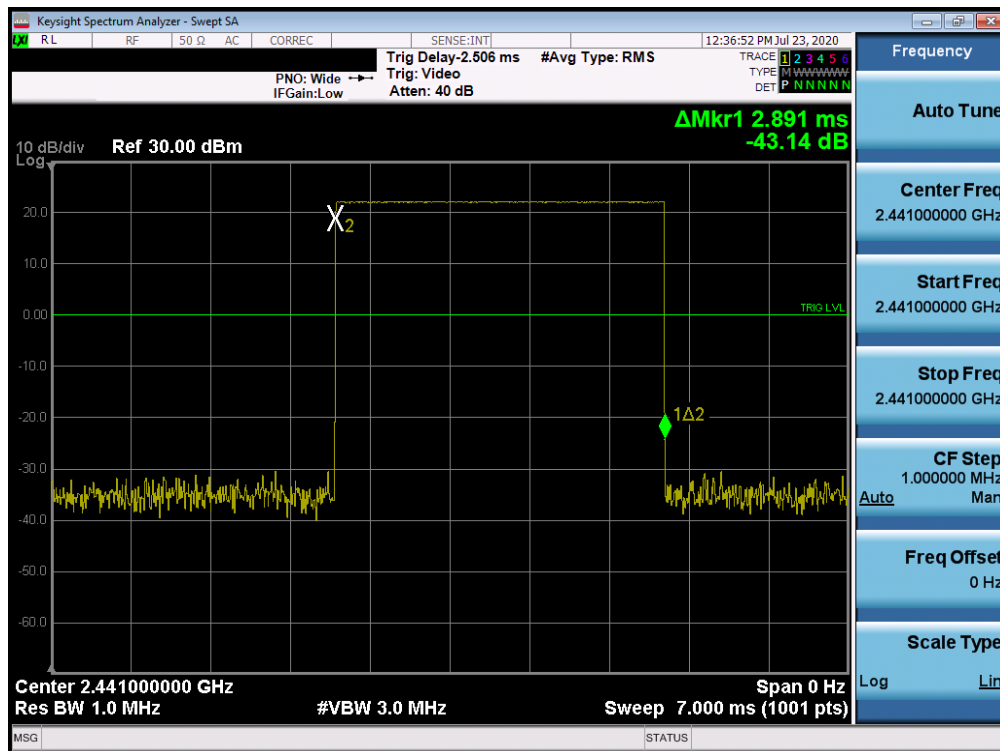 Keysight Spectrum Analyzer - Swept SA
LXI RL RF 50 Ω AC CORREC SENSE:INT 12:36:52 PM Jul 23, 2020
Trig Delay-2.506 ms #Avg Type: RMS TRACE 1 2 3 4 5 6
PNO: Wide Trig: Video TYPE M W W W W W
IFGain:Low Atten: 40 dB DET P N N N N N
ΔMkr1 2.891 ms
-43.14 dB
10 dB/div Ref 30.00 dBm
Log
20.0
10.0
0.00
-10.0
-20.0
-30.0
-40.0
-50.0
-60.0
X2
TRIG LVL
1Δ2
Center 2.441000000 GHz Span 0 Hz
Res BW 1.0 MHz #VBW 3.0 MHz Sweep 7.000 ms (1001 pts)
MSG STATUS
Frequency
Auto Tune
Center Freq
2.441000000 GHz
Start Freq
2.441000000 GHz
Stop Freq
2.441000000 GHz
CF Step
1.000000 MHz
Auto Man
Freq Offset
0 Hz
Scale Type
Log Lin